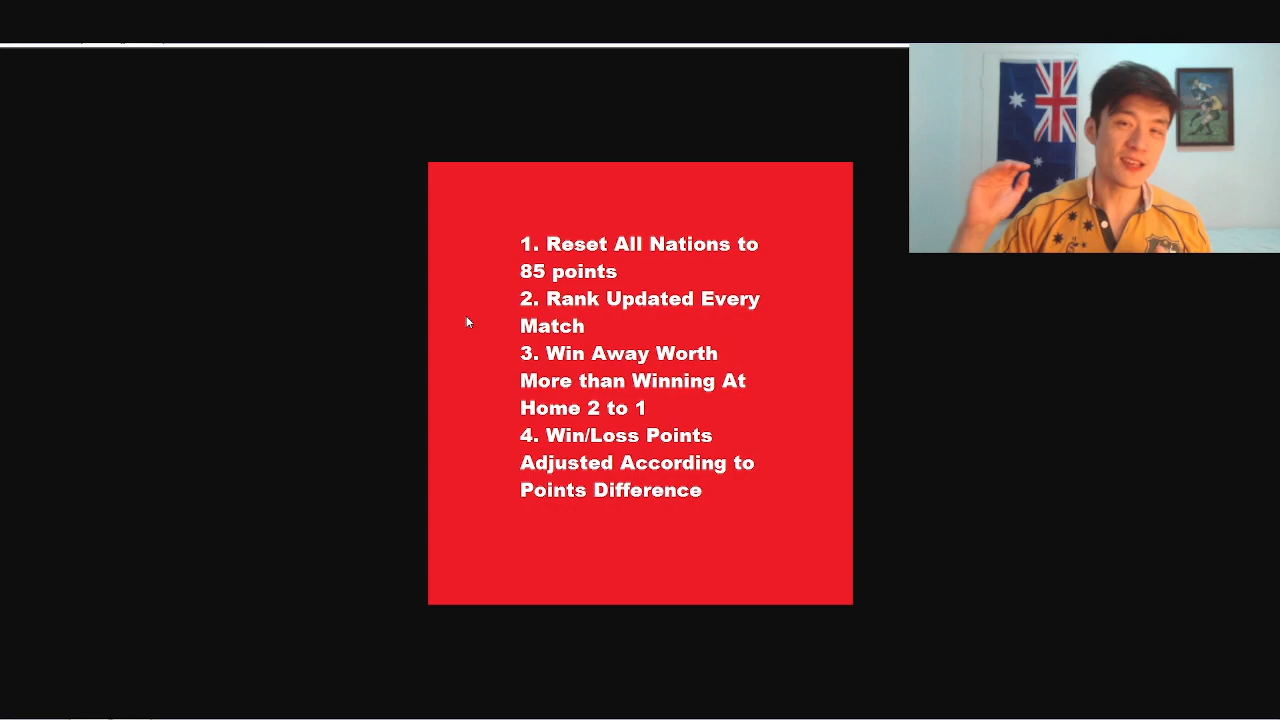 1. Reset All Nations to
85 points
2. Rank Updated Every
Match
3. Win Away Worth
More than Winning At
Home 2 to 1
4. Win/Loss Points
Adjusted According to
Points Difference